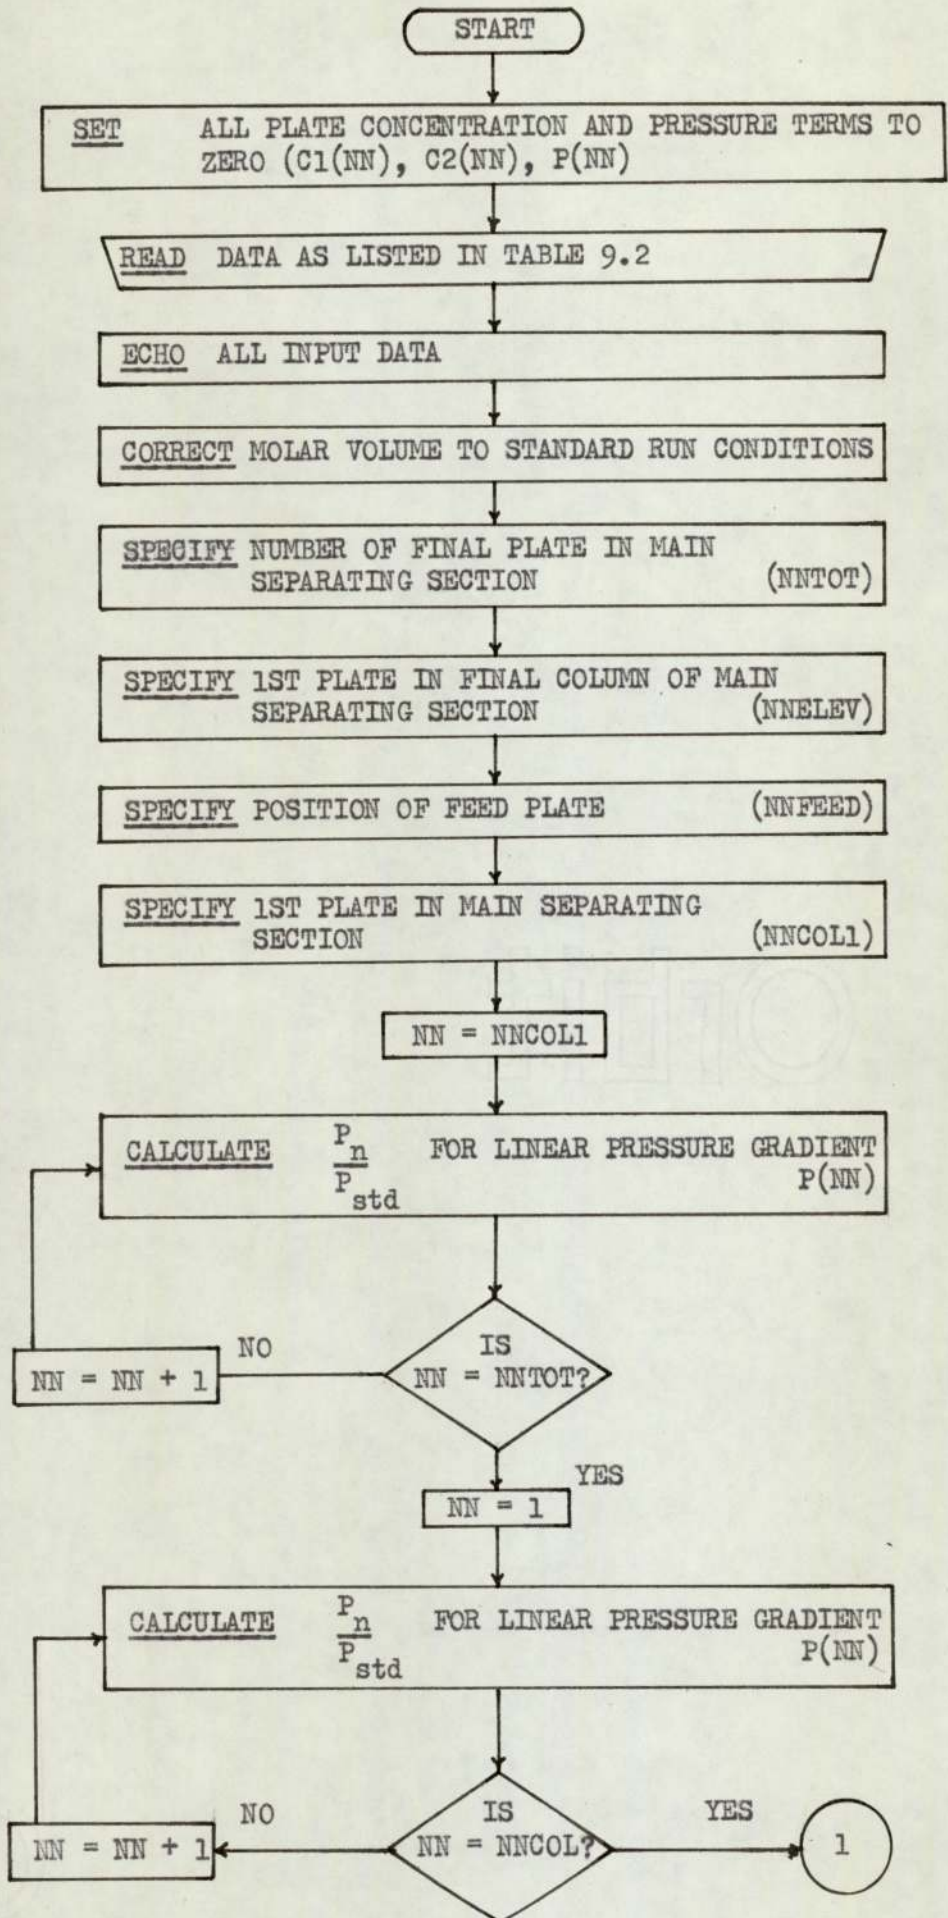 START
SET ALL PLATE CONCENTRATION AND PRESSURE TERMS TO
ZERO (C1(NN), C2(NN), P(NN)
READ DATA AS LISTED IN TABLE 9.2
ECHO ALL INPUT DATA
CORRECT MOLAR VOLUME TO STANDARD RUN CONDITIONS
SPECIFY NUMBER OF FINAL PLATE IN MAIN
SEPARATING SECTION (NNTOT)
SPECIFY 1ST PLATE IN FINAL COLUMN OF MAIN
SEPARATING SECTION (NNELEV)
SPECIFY POSITION OF FEED PLATE (NNFEED)
SPECIFY 1ST PLATE IN MAIN SEPARATING
SECTION (NNCOL1)
NN = NNCOL1
CALCULATE Pn FOR LINEAR PRESSURE GRADIENT
Pstd P(NN)
IS
NN = NNTOT?
NO
NN = NN + 1
YES
NN = 1
CALCULATE Pn FOR LINEAR PRESSURE GRADIENT
Pstd P(NN)
IS
NN = NNCOL?
NO
NN = NN + 1
YES
1